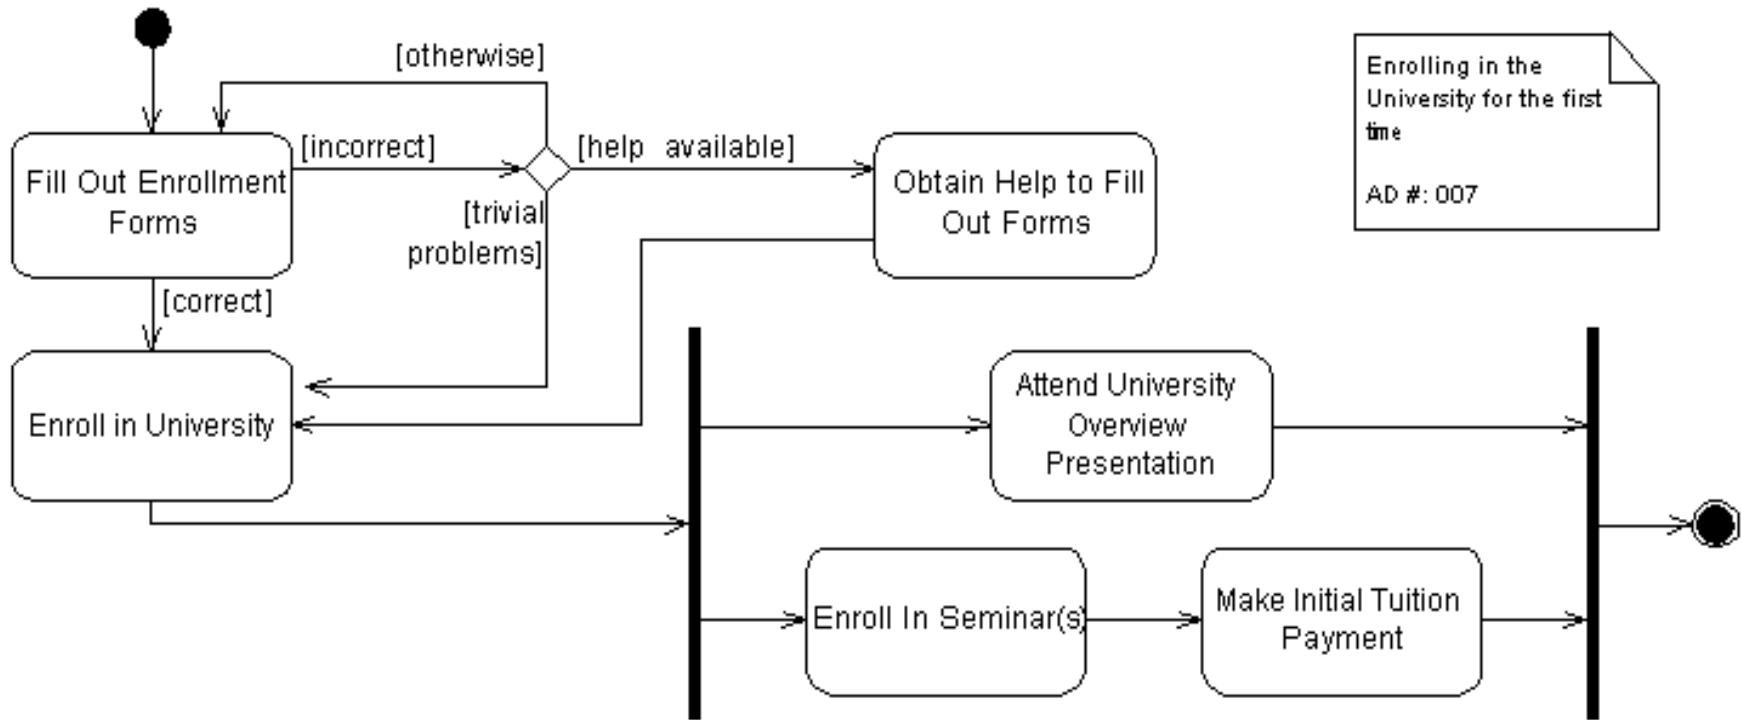 [otherwise]
Enrolling in the
University for the first
time
AD #: 007
[incorrect]
[help available]
Fill Out Enrollment
Forms
Obtain Help to Fill
Out Forms
[trivial
problems]
[correct]
Enroll in University
Attend University
Overview
Presentation
Enroll In Seminar(s)
Make Initial Tuition
Payment